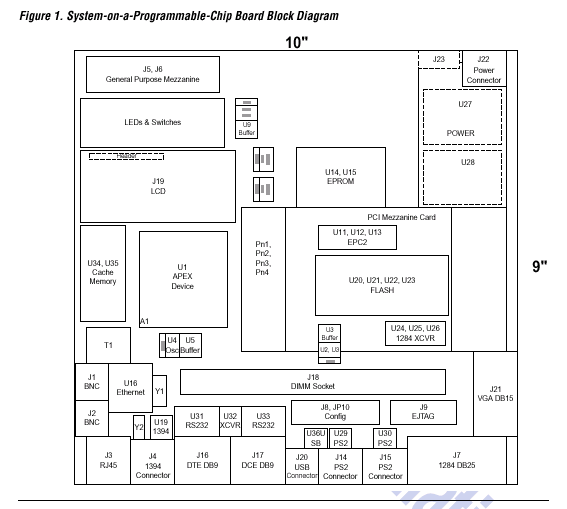 Figure 1. System-on-a-Programmable-Chip Board Block Diagram
10"
J5, J6
General Purpose Mezzanine
J23
J22
Power
Connector
LEDs & Switches
U9
Buffer
U27
POWER
Header
J19
LCD
U14, U15
EPROM
U28
PCI Mezzanine Card
U34, U35
Cache
Memory
U1
APEX
Device
A1
Pn1,
Pn2,
Pn3,
Pn4
U11, U12, U13
EPC2
9"
U20, U21, U22, U23
FLASH
T1
U4
Osc
U5
Buffer
U3
Buffer
U2, U3
U24, U25, U26
1284 XCVR
J1
BNC
U16
Ethernet
Y1
J18
DIMM Socket
J21
VGA DB15
J2
BNC
Y2
U19
1394
U31
RS232
U32
XCVR
U33
RS232
J8, JP10
Config
J9
EJTAG
U36U
SB
U29
PS2
U30
PS2
J3
RJ45
J4
1394
Connector
J16
DTE DB9
J17
DCE DB9
J20
USB
Connector
J14
PS2
Connector
J15
PS2
Connector
J7
1284 DB25